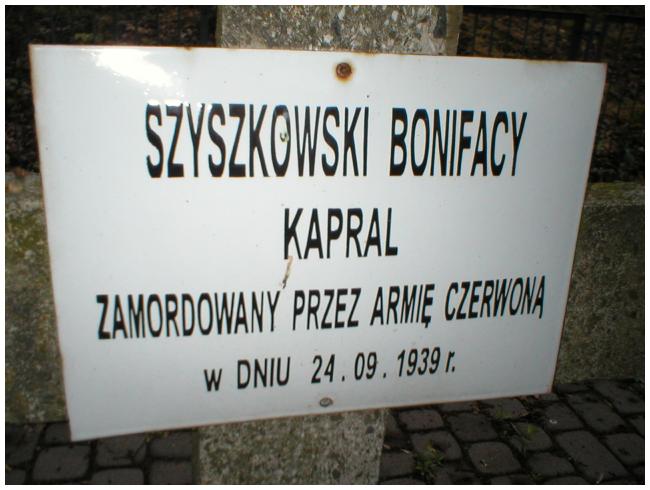 SZYSZKOWSKI BONIFACY
KAPRAL
ZAMORDOWANY PRZEZ ARMIĘ CZERWONĄ
w DNIU 24.09.1939 r.